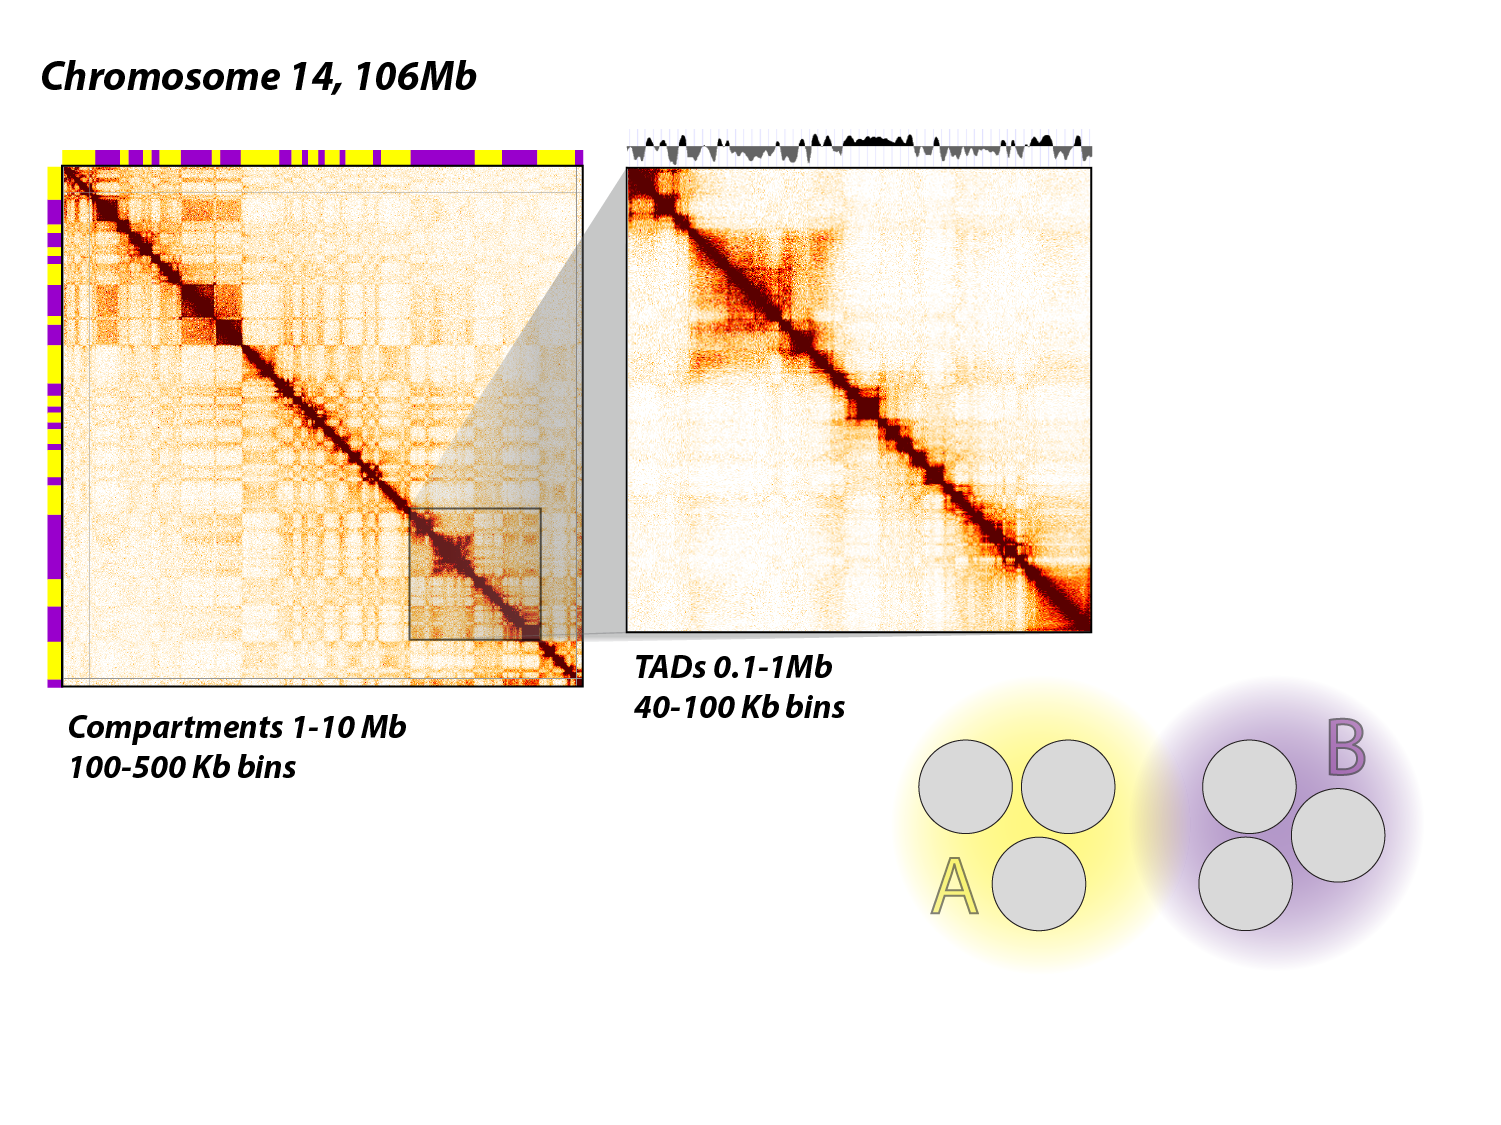 Chromosome 14, 106Mb
Compartments 1-10 Mb
100-500 Kb bins
TADs 0.1-1Mb
40-100 Kb bins
A
B